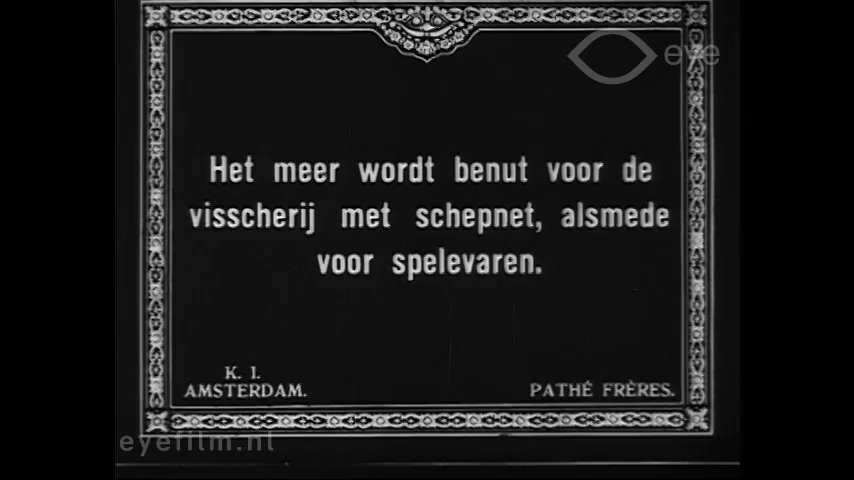 eye
Het meer wordt benut voor de
visscherij met schepnet, alsmede
voor spelevaren.
K. I.
AMSTERDAM.
PATHÉ FRÈRES.
eyefilm.nl